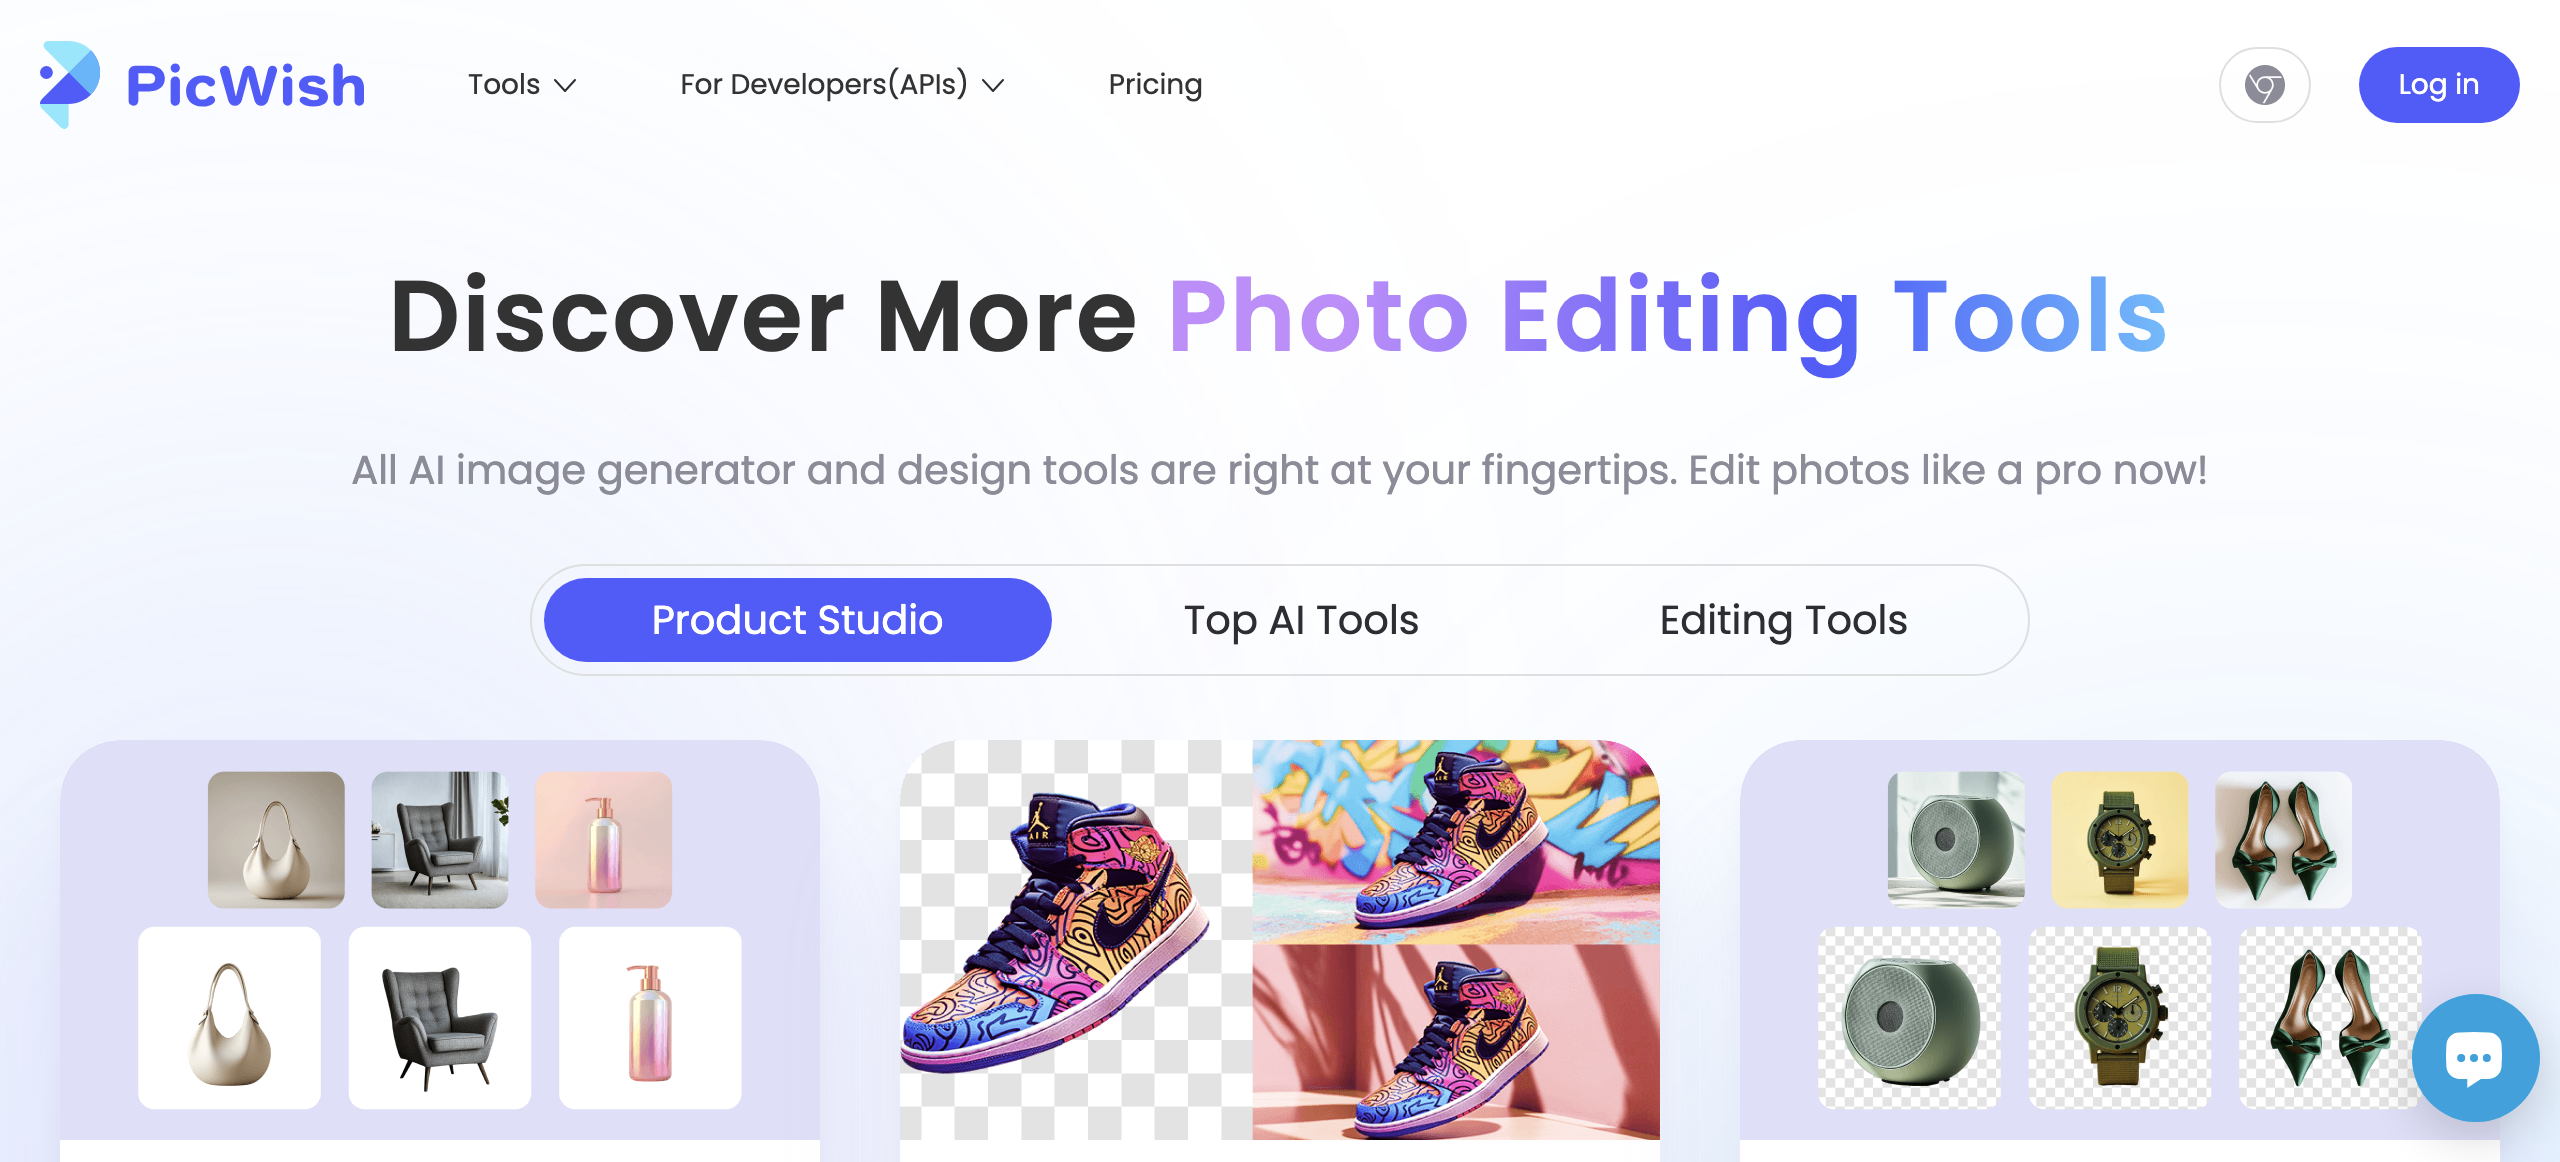 PicWish
Tools
For Developers(APIs)
Pricing
Log in
Discover More Photo Editing Tools
All AI image generator and design tools are right at your fingertips. Edit photos like a pro now!
Product Studio
Top AI Tools
Editing Tools
AIR